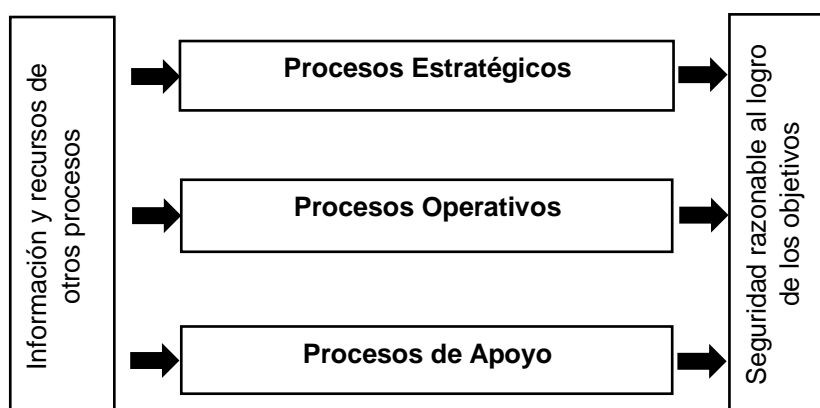 Información y recursos de
otros procesos
Procesos Estratégicos
Procesos Operativos
Procesos de Apoyo
Seguridad razonable al logro
de los objetivos